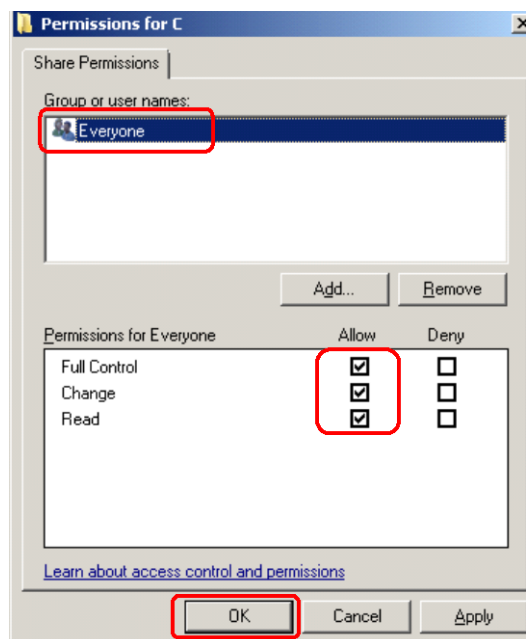 Permissions for C
Share Permissions
Group or user names:
Everyone
Add... Remove
Permissions for Everyone Allow Deny
Full Control
Change
Read
Learn about access control and permissions
OK Cancel Apply